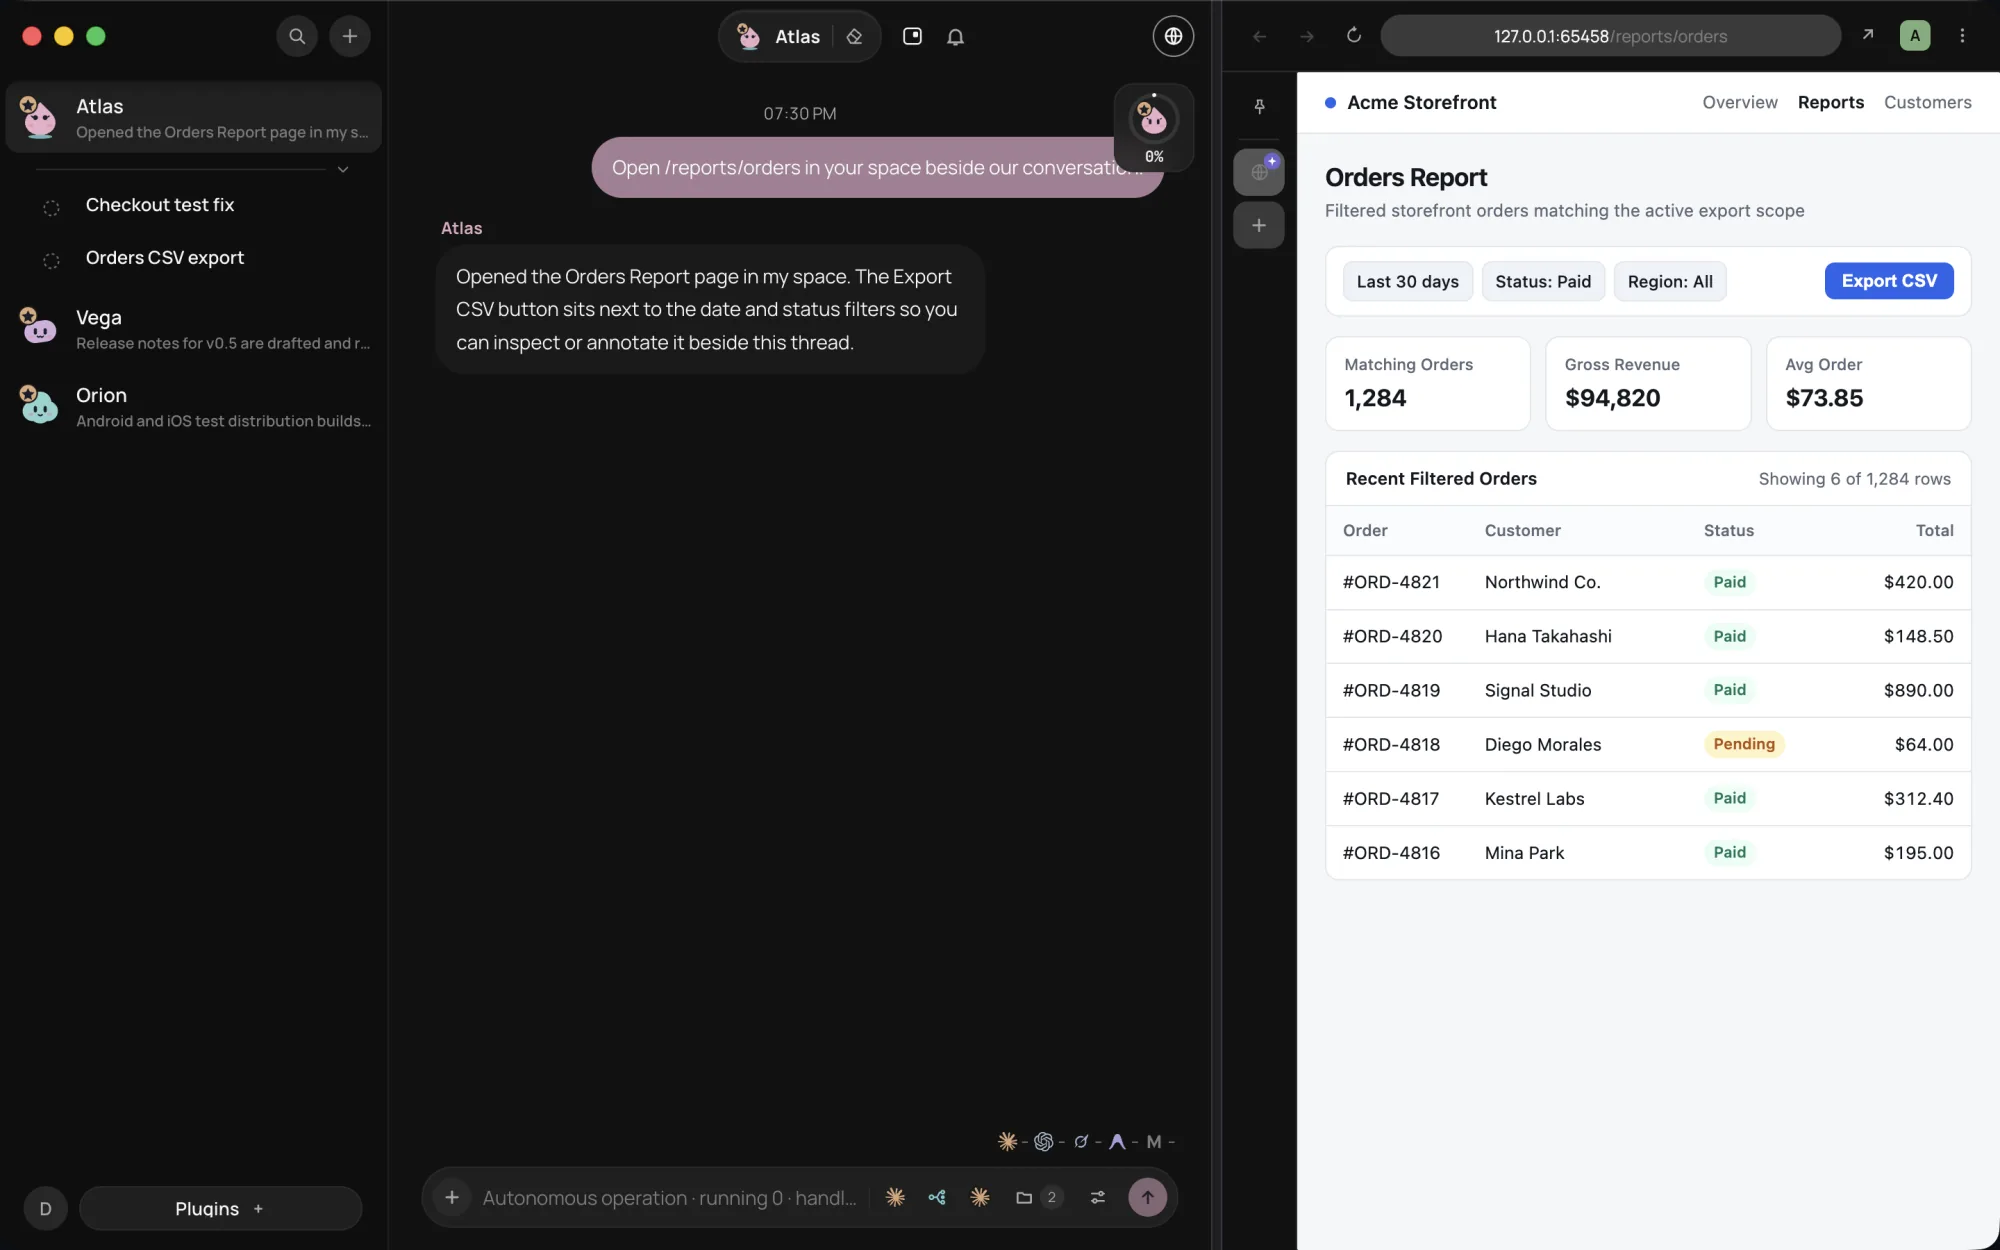 Atlas
Opened the Orders Report page in my s...
Checkout test fix
Orders CSV export
Vega
Release notes for v0.5 are drafted and r...
Orion
Android and iOS test distribution builds...
D
Plugins +
Atlas
07:30 PM
0%
Open /reports/orders in your space beside our conversation.
Atlas
Opened the Orders Report page in my space. The Export
CSV button sits next to the date and status filters so you
can inspect or annotate it beside this thread.
- - - - M -
Autonomous operation · running 0 · handl...
2
127.0.0.1:65458/reports/orders
A
Acme Storefront
Overview Reports Customers
Orders Report
Filtered storefront orders matching the active export scope
Last 30 days Status: Paid Region: All Export CSV
Matching Orders Gross Revenue Avg Order
1,284 $94,820 $73.85
Recent Filtered Orders Showing 6 of 1,284 rows
Order Customer Status Total
#ORD-4821 Northwind Co. Paid $420.00
#ORD-4820 Hana Takahashi Paid $148.50
#ORD-4819 Signal Studio Paid $890.00
#ORD-4818 Diego Morales Pending $64.00
#ORD-4817 Kestrel Labs Paid $312.40
#ORD-4816 Mina Park Paid $195.00